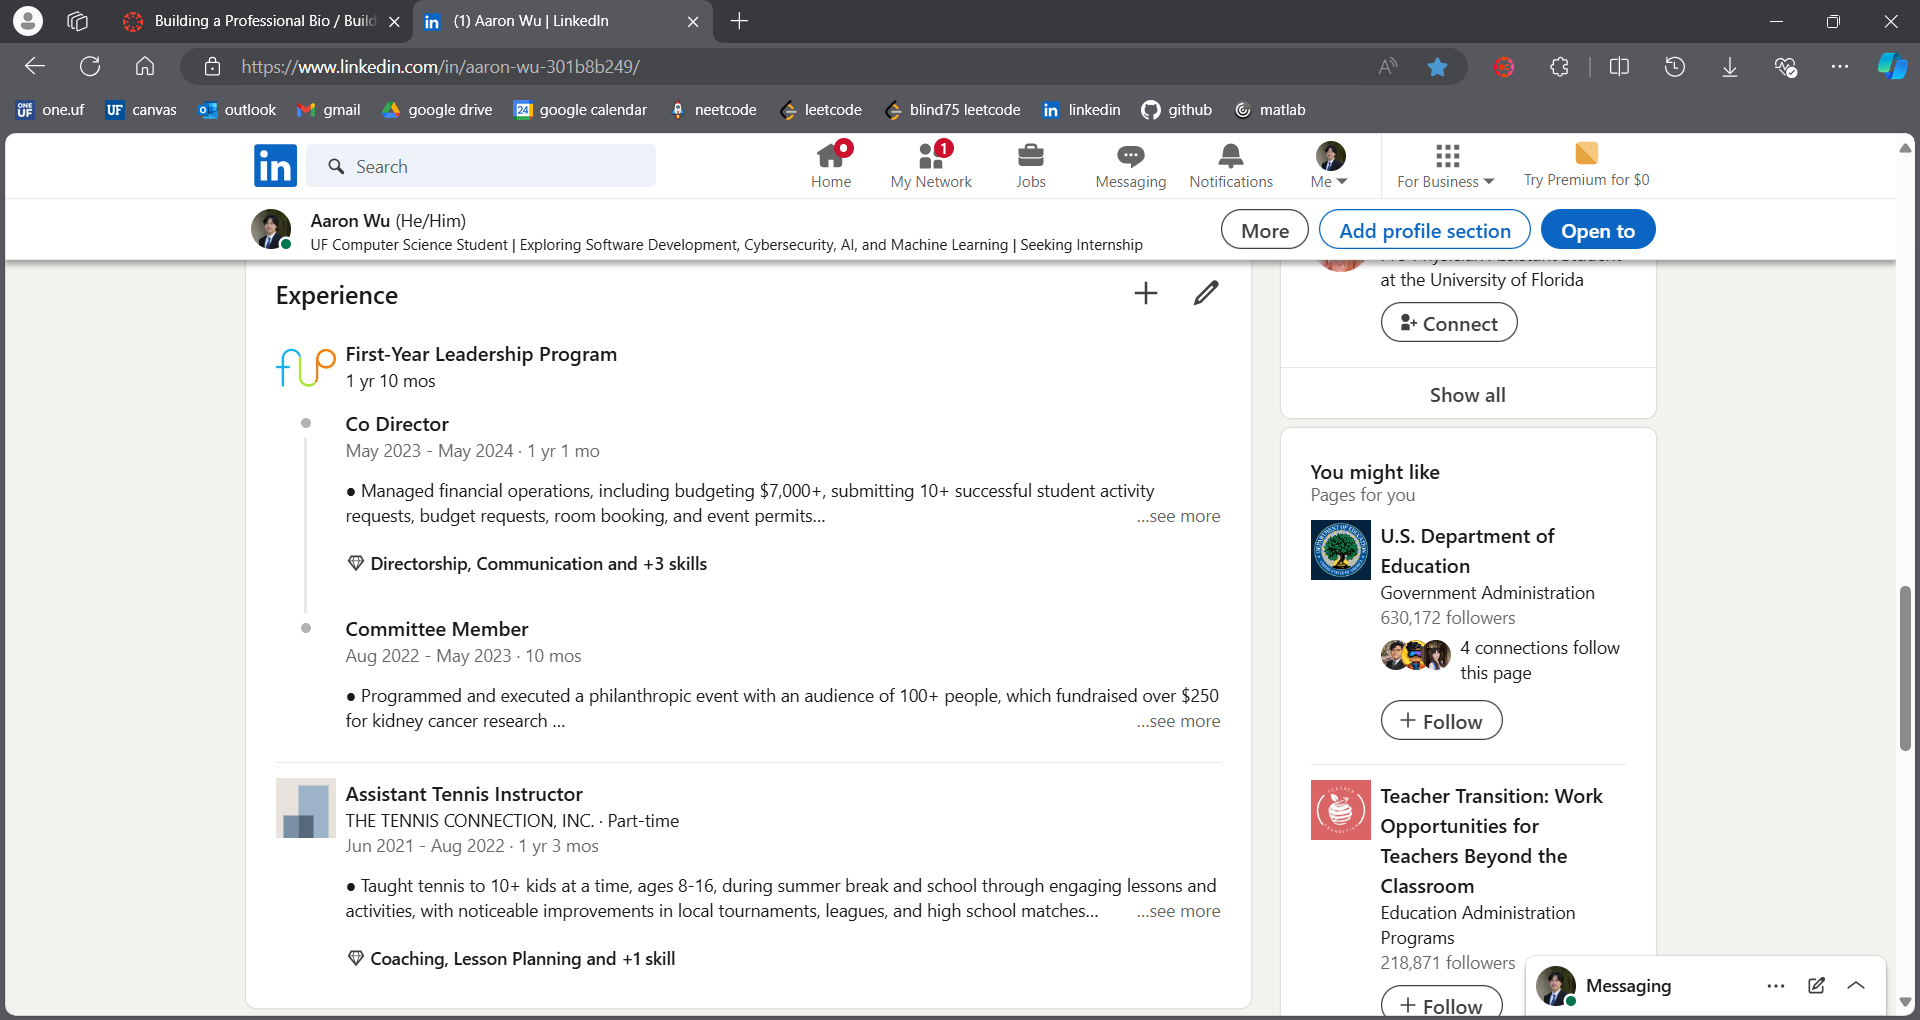 Building a Professional Bio / Build
(1) Aaron Wu | LinkedIn
https://www.linkedin.com/in/aaron-wu-301b8b249/
ONE UF one.uf
UF canvas
outlook
gmail
google drive
24 google calendar
neetcode
leetcode
blind75 leetcode
in linkedin
github
matlab
in
Search
Home
1
My Network
Jobs
Messaging
Notifications
Me
For Business
Try Premium for $0
Aaron Wu (He/Him)
UF Computer Science Student | Exploring Software Development, Cybersecurity, AI, and Machine Learning | Seeking Internship
More
Add profile section
Open to
Experience
flp First-Year Leadership Program
1 yr 10 mos
Co Director
May 2023 - May 2024 · 1 yr 1 mo
● Managed financial operations, including budgeting $7,000+, submitting 10+ successful student activity
requests, budget requests, room booking, and event permits... ...see more
Directorship, Communication and +3 skills
Committee Member
Aug 2022 - May 2023 · 10 mos
● Programmed and executed a philanthropic event with an audience of 100+ people, which fundraised over $250
for kidney cancer research ... ...see more
Assistant Tennis Instructor
THE TENNIS CONNECTION, INC. · Part-time
Jun 2021 - Aug 2022 · 1 yr 3 mos
● Taught tennis to 10+ kids at a time, ages 8-16, during summer break and school through engaging lessons and
activities, with noticeable improvements in local tournaments, leagues, and high school matches... ...see more
Coaching, Lesson Planning and +1 skill
at the University of Florida
Connect
Show all
You might like
Pages for you
U.S. Department of
Education
Government Administration
630,172 followers
4 connections follow
this page
+ Follow
Teacher Transition: Work
Opportunities for
Teachers Beyond the
Classroom
Education Administration
Programs
218,871 followers
+ Follow
Messaging